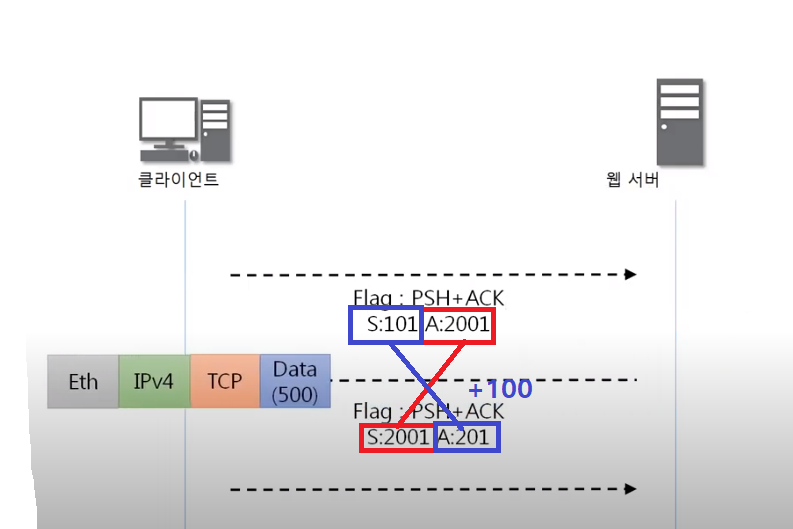 클라이언트
웹 서버
Flag : PSH+ACK
S:101 A:2001
Eth IPv4 TCP Data (500)
+100
Flag : PSH+ACK
S:2001 A:201